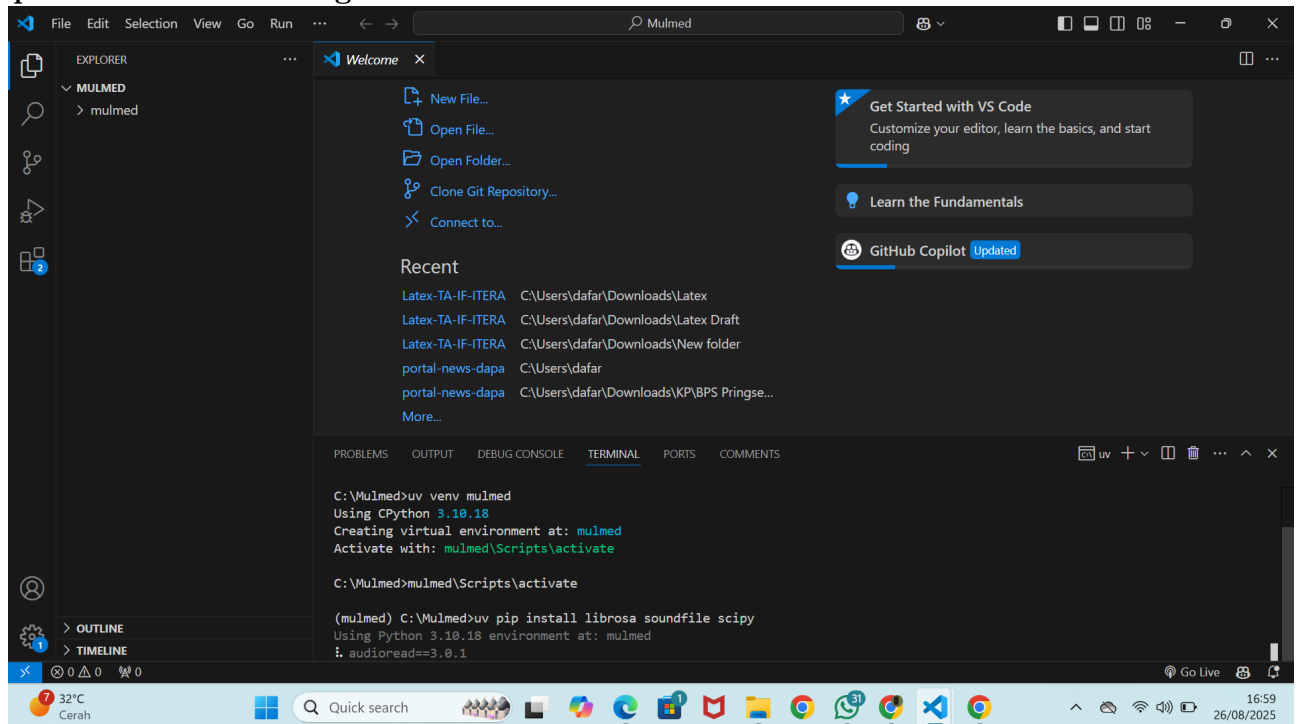 File Edit Selection View Go Run ··· Mulmed
EXPLORER ···
MULMED
mulmed
Welcome
New File...
Open File...
Open Folder...
Clone Git Repository...
Connect to...
Recent
Latex-TA-IF-ITERA C:\Users\dafar\Downloads\Latex
Latex-TA-IF-ITERA C:\Users\dafar\Downloads\Latex Draft
Latex-TA-IF-ITERA C:\Users\dafar\Downloads\New folder
portal-news-dapa C:\Users\dafar
portal-news-dapa C:\Users\dafar\Downloads\KP\BPS Pringse...
More...
Get Started with VS Code
Customize your editor, learn the basics, and start
coding
Learn the Fundamentals
GitHub Copilot Updated
2
PROBLEMS OUTPUT DEBUG CONSOLE TERMINAL PORTS COMMENTS uv
C:\Mulmed>uv venv mulmed
Using CPython 3.10.18
Creating virtual environment at: mulmed
Activate with: mulmed\Scripts\activate
C:\Mulmed>mulmed\Scripts\activate
(mulmed) C:\Mulmed>uv pip install librosa soundfile scipy
Using Python 3.10.18 environment at: mulmed
audioread==3.0.1
OUTLINE
TIMELINE
1
0 0 0 Go Live
7 32°C
Cerah
Quick search
1
31
16:59
26/08/2025